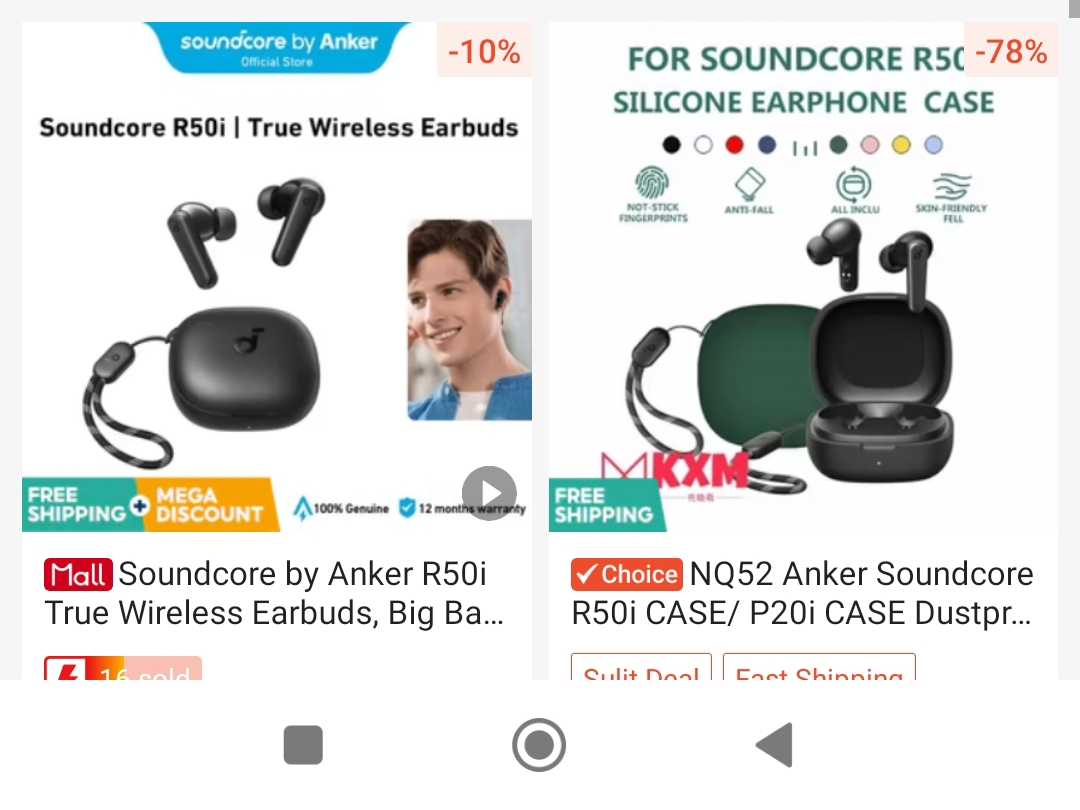 soundcore by Anker
Official Store
-10%
Soundcore R50i | True Wireless Earbuds
FREE
SHIPPING
+
MEGA
DISCOUNT
100% Genuine
12 months warranty
Mall Soundcore by Anker R50i
True Wireless Earbuds, Big Ba...
16 sold
FOR SOUNDCORE R50
-78%
SILICONE EARPHONE CASE
NOT-STICK
FINGERPRINTS
ANTI-FALL
ALL INCLU
SKIN-FRIENDLY
FELL
MKXM
FREE
SHIPPING
Choice NQ52 Anker Soundcore
R50i CASE/ P20i CASE Dustpr...
Sulit Deal
Fast Shipping